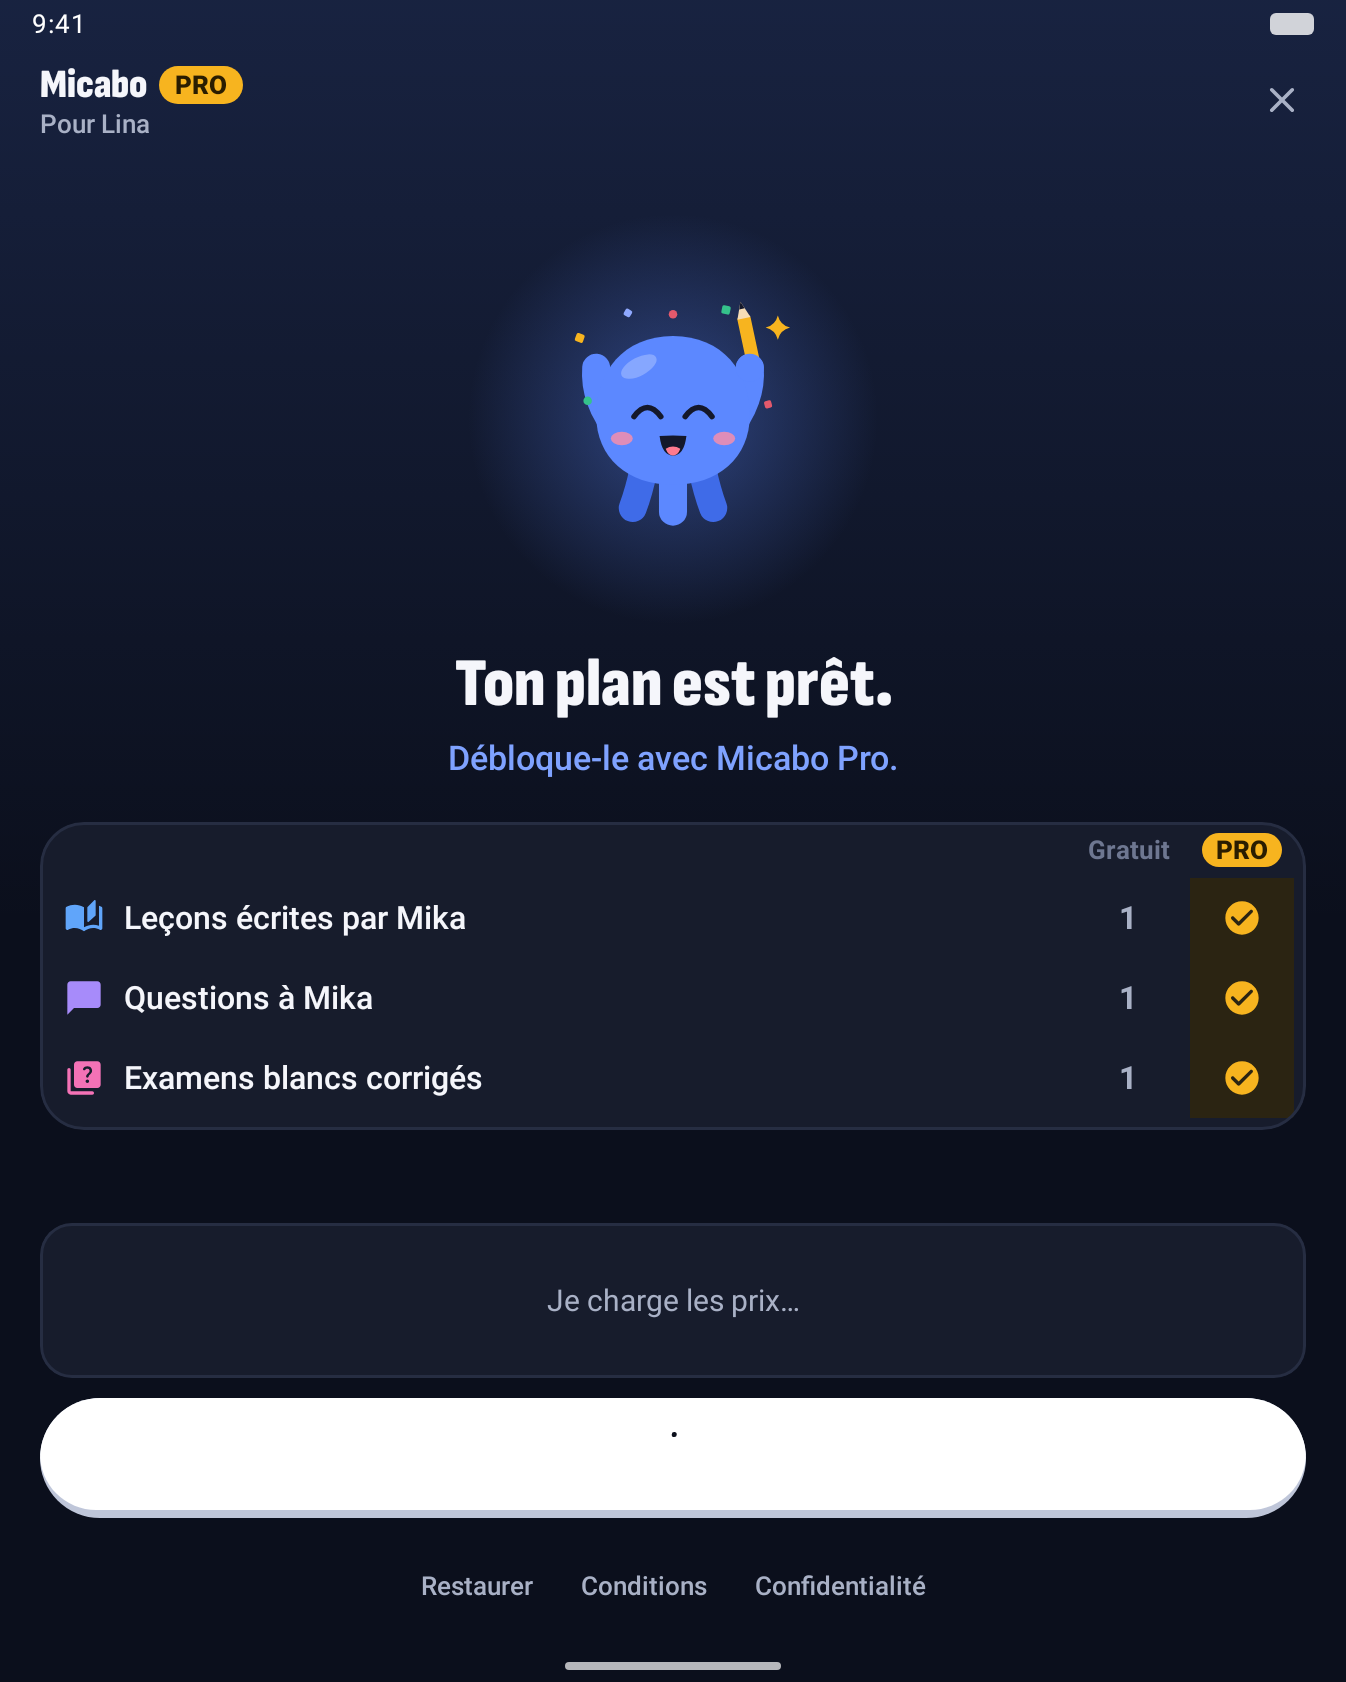 9:41
Micabo PRO
Pour Lina
Ton plan est prêt.
Débloque-le avec Micabo Pro.
Gratuit PRO
Leçons écrites par Mika 1
Questions à Mika 1
Examens blancs corrigés 1
Je charge les prix...
Restaurer Conditions Confidentialité